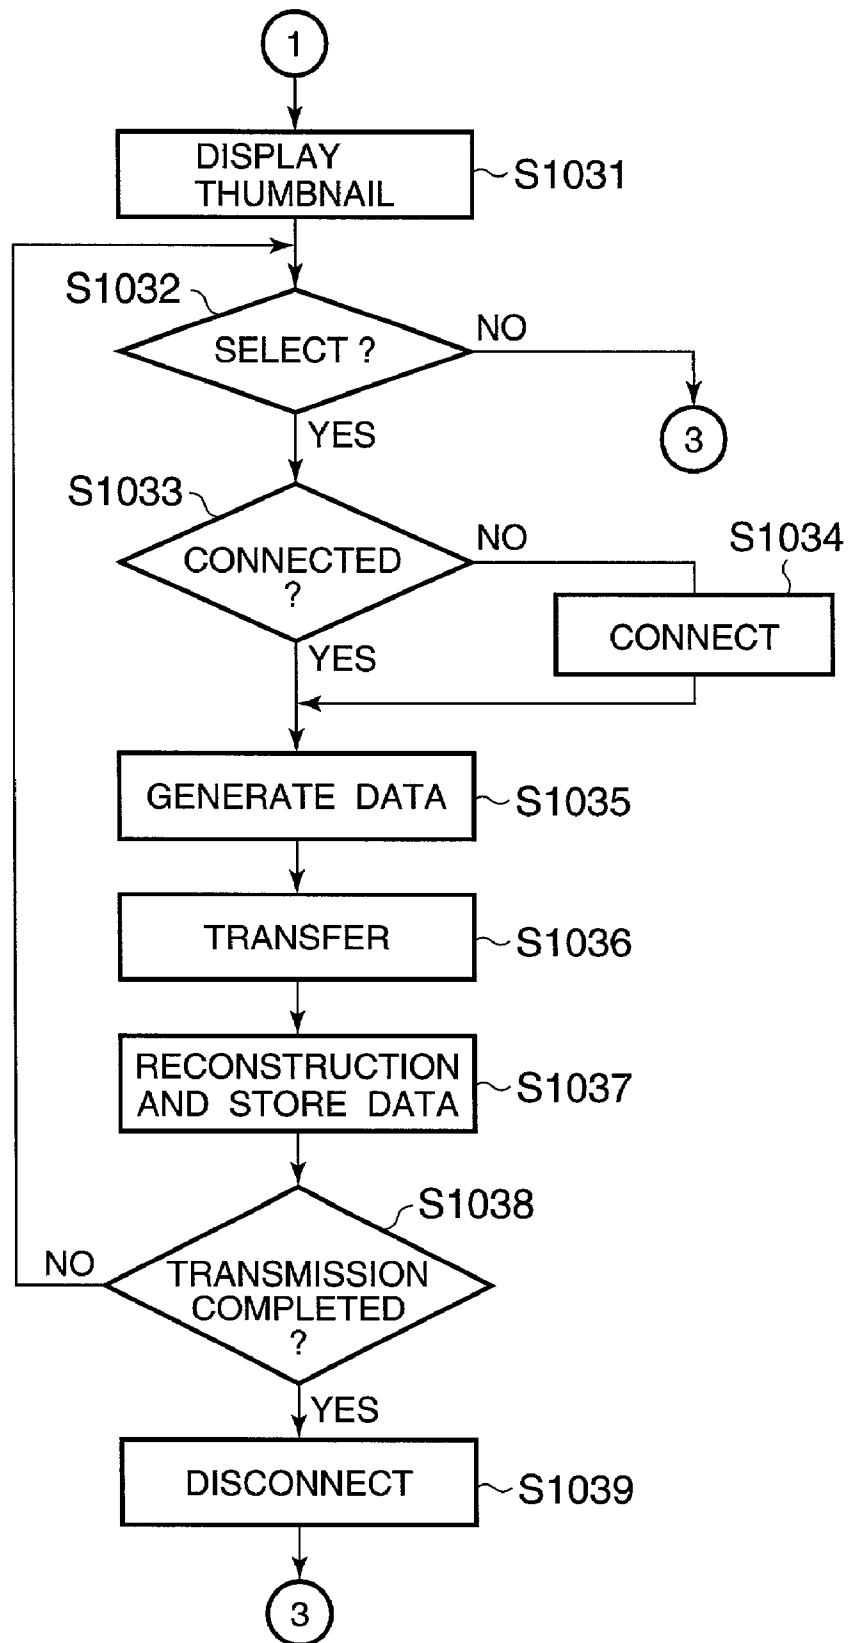 1
DISPLAY
THUMBNAIL
S1031
S1032
SELECT ?
NO
3
YES
S1033
CONNECTED
?
NO
S1034
CONNECT
YES
GENERATE DATA
S1035
TRANSFER
S1036
RECONSTRUCTION
AND STORE DATA
S1037
S1038
TRANSMISSION
COMPLETED
?
NO
YES
DISCONNECT
S1039
3